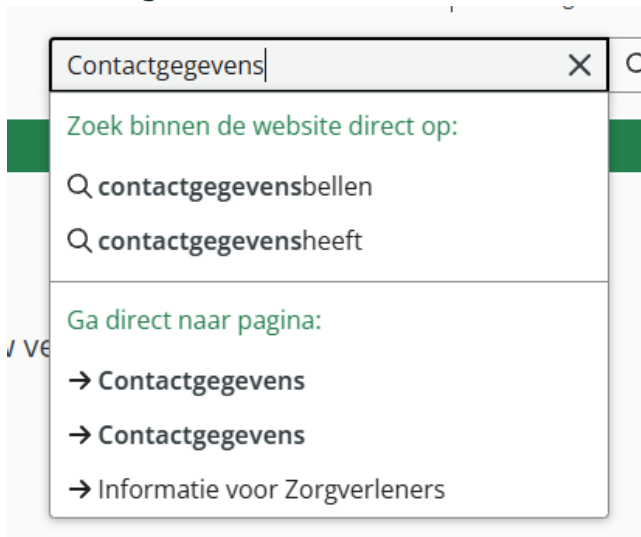 Contactgegevens
Zoek binnen de website direct op:
contactgegevensbellen
contactgegevensheeft
Ga direct naar pagina:
Contactgegevens
Contactgegevens
Informatie voor Zorgverleners